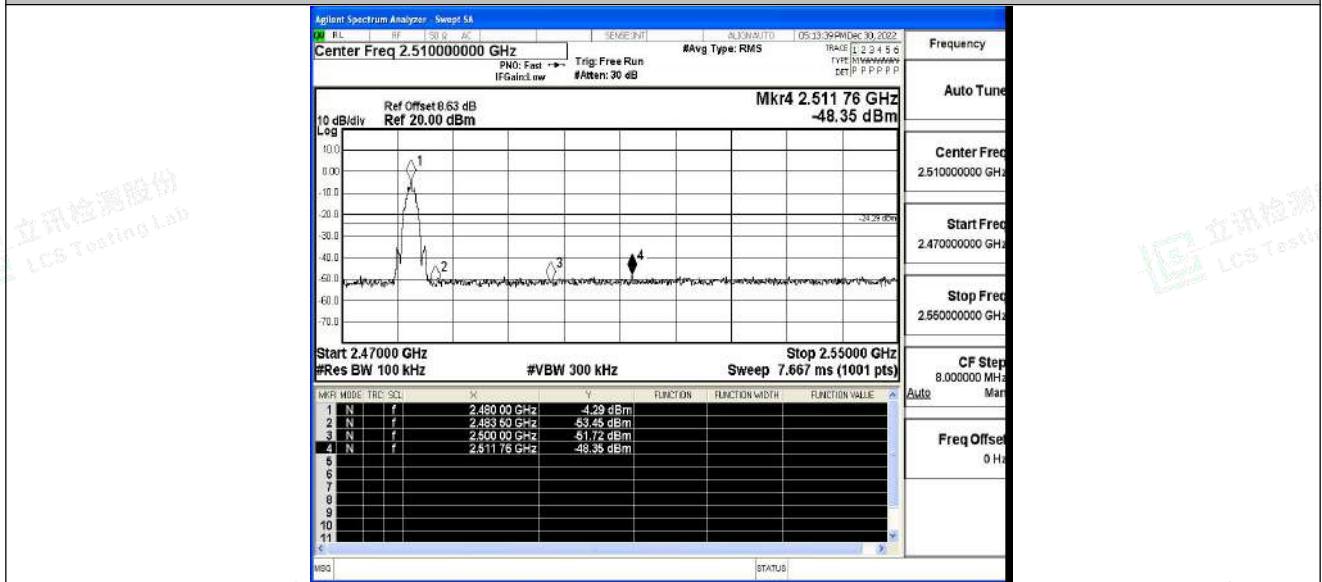 Agilent Spectrum Analyzer - Swept SA
RL RF 50 Ω AC SENSE:INT ALIGNAUTO 05:13:39 PM Dec 30, 2022
Center Freq 2.510000000 GHz
PNO: Fast
IFGain:Low
Trig: Free Run
#Atten: 30 dB
#Avg Type: RMS
TRACE 1 2 3 4 5 6
TYPE
DET P P P P P P
Frequency
Mkr4 2.511 76 GHz
-48.35 dBm
Ref Offset 8.63 dB
Ref 20.00 dBm
10 dB/div
Log
10.0
0.00
-10.0
-20.0
-30.0
-40.0
-50.0
-60.0
-70.0
1
2
3
4
-24.29 dBm
Start 2.47000 GHz
Stop 2.55000 GHz
#Res BW 100 kHz
#VBW 300 kHz
Sweep 7.667 ms (1001 pts)
MKR MODE TRC SCL X Y FUNCTION FUNCTION WIDTH FUNCTION VALUE
1 N f 2.480 00 GHz -4.29 dBm
2 N f 2.483 50 GHz -53.45 dBm
3 N f 2.500 00 GHz -51.72 dBm
4 N f 2.511 76 GHz -48.35 dBm
5
6
7
8
9
10
11
MSG
STATUS
Auto Tune
Center Freq
2.510000000 GHz
Start Freq
2.470000000 GHz
Stop Freq
2.550000000 GHz
CF Step
8.000000 MHz
Auto Man
Freq Offset
0 Hz
立讯检测股份
LCS Testing Lab
立讯检测
LCS Testi